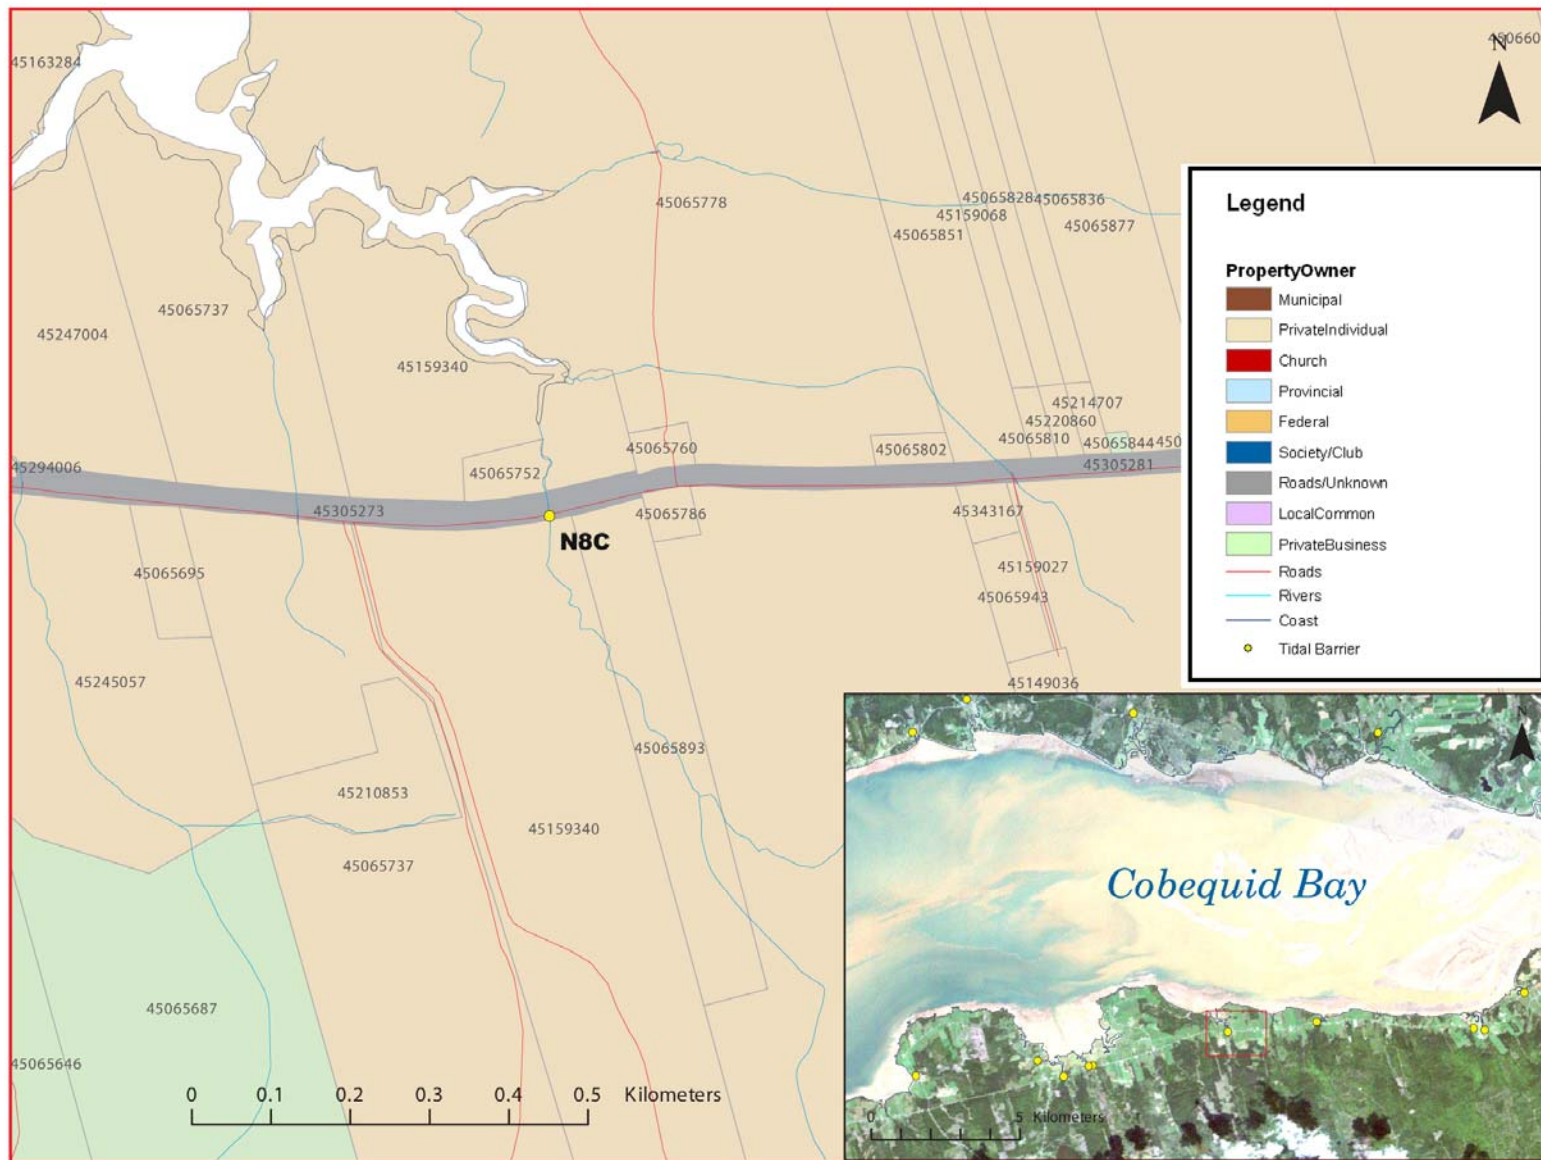 N
450660
45163284
45065778
45065828
45065836
45159068
45065877
45065851
45065737
45247004
45159340
45214707
45220860
45065810
45065844
450
45065760
45065802
45065752
45294006
45305281
45305273
45065786
45343167
N8C
45065695
45159027
45065943
45245057
45149036
45065893
45210853
45159340
45065737
45065687
45065646
0 0.1 0.2 0.3 0.4 0.5 Kilometers
Legend
PropertyOwner
Municipal
PrivateIndividual
Church
Provincial
Federal
Society/Club
Roads/Unknown
LocalCommon
PrivateBusiness
Roads
Rivers
Coast
Tidal Barrier
N
Cobequid Bay
0 5 Kilometers